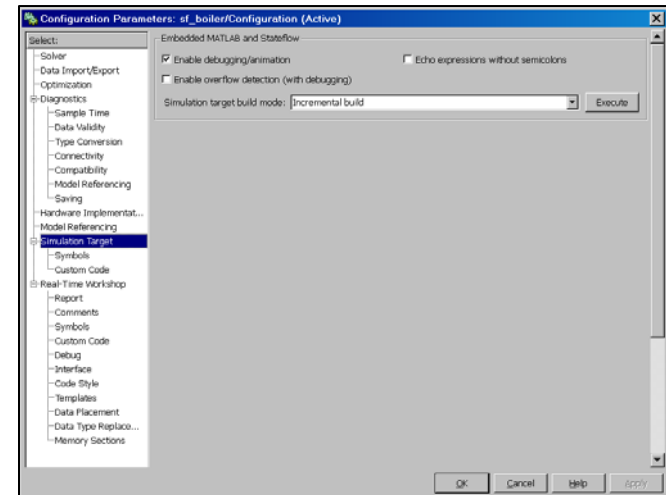 Configuration Parameters: sf_boiler/Configuration (Active)
Select:
Solver
Data Import/Export
Optimization
Diagnostics
Sample Time
Data Validity
Type Conversion
Connectivity
Compatibility
Model Referencing
Saving
Hardware Implementat...
Model Referencing
Simulation Target
Symbols
Custom Code
Real-Time Workshop
Report
Comments
Symbols
Custom Code
Debug
Interface
Code Style
Templates
Data Placement
Data Type Replace...
Memory Sections
Embedded MATLAB and Stateflow
Enable debugging/animation
Echo expressions without semicolons
Enable overflow detection (with debugging)
Simulation target build mode: Incremental build
Execute
OK
Cancel
Help
Apply